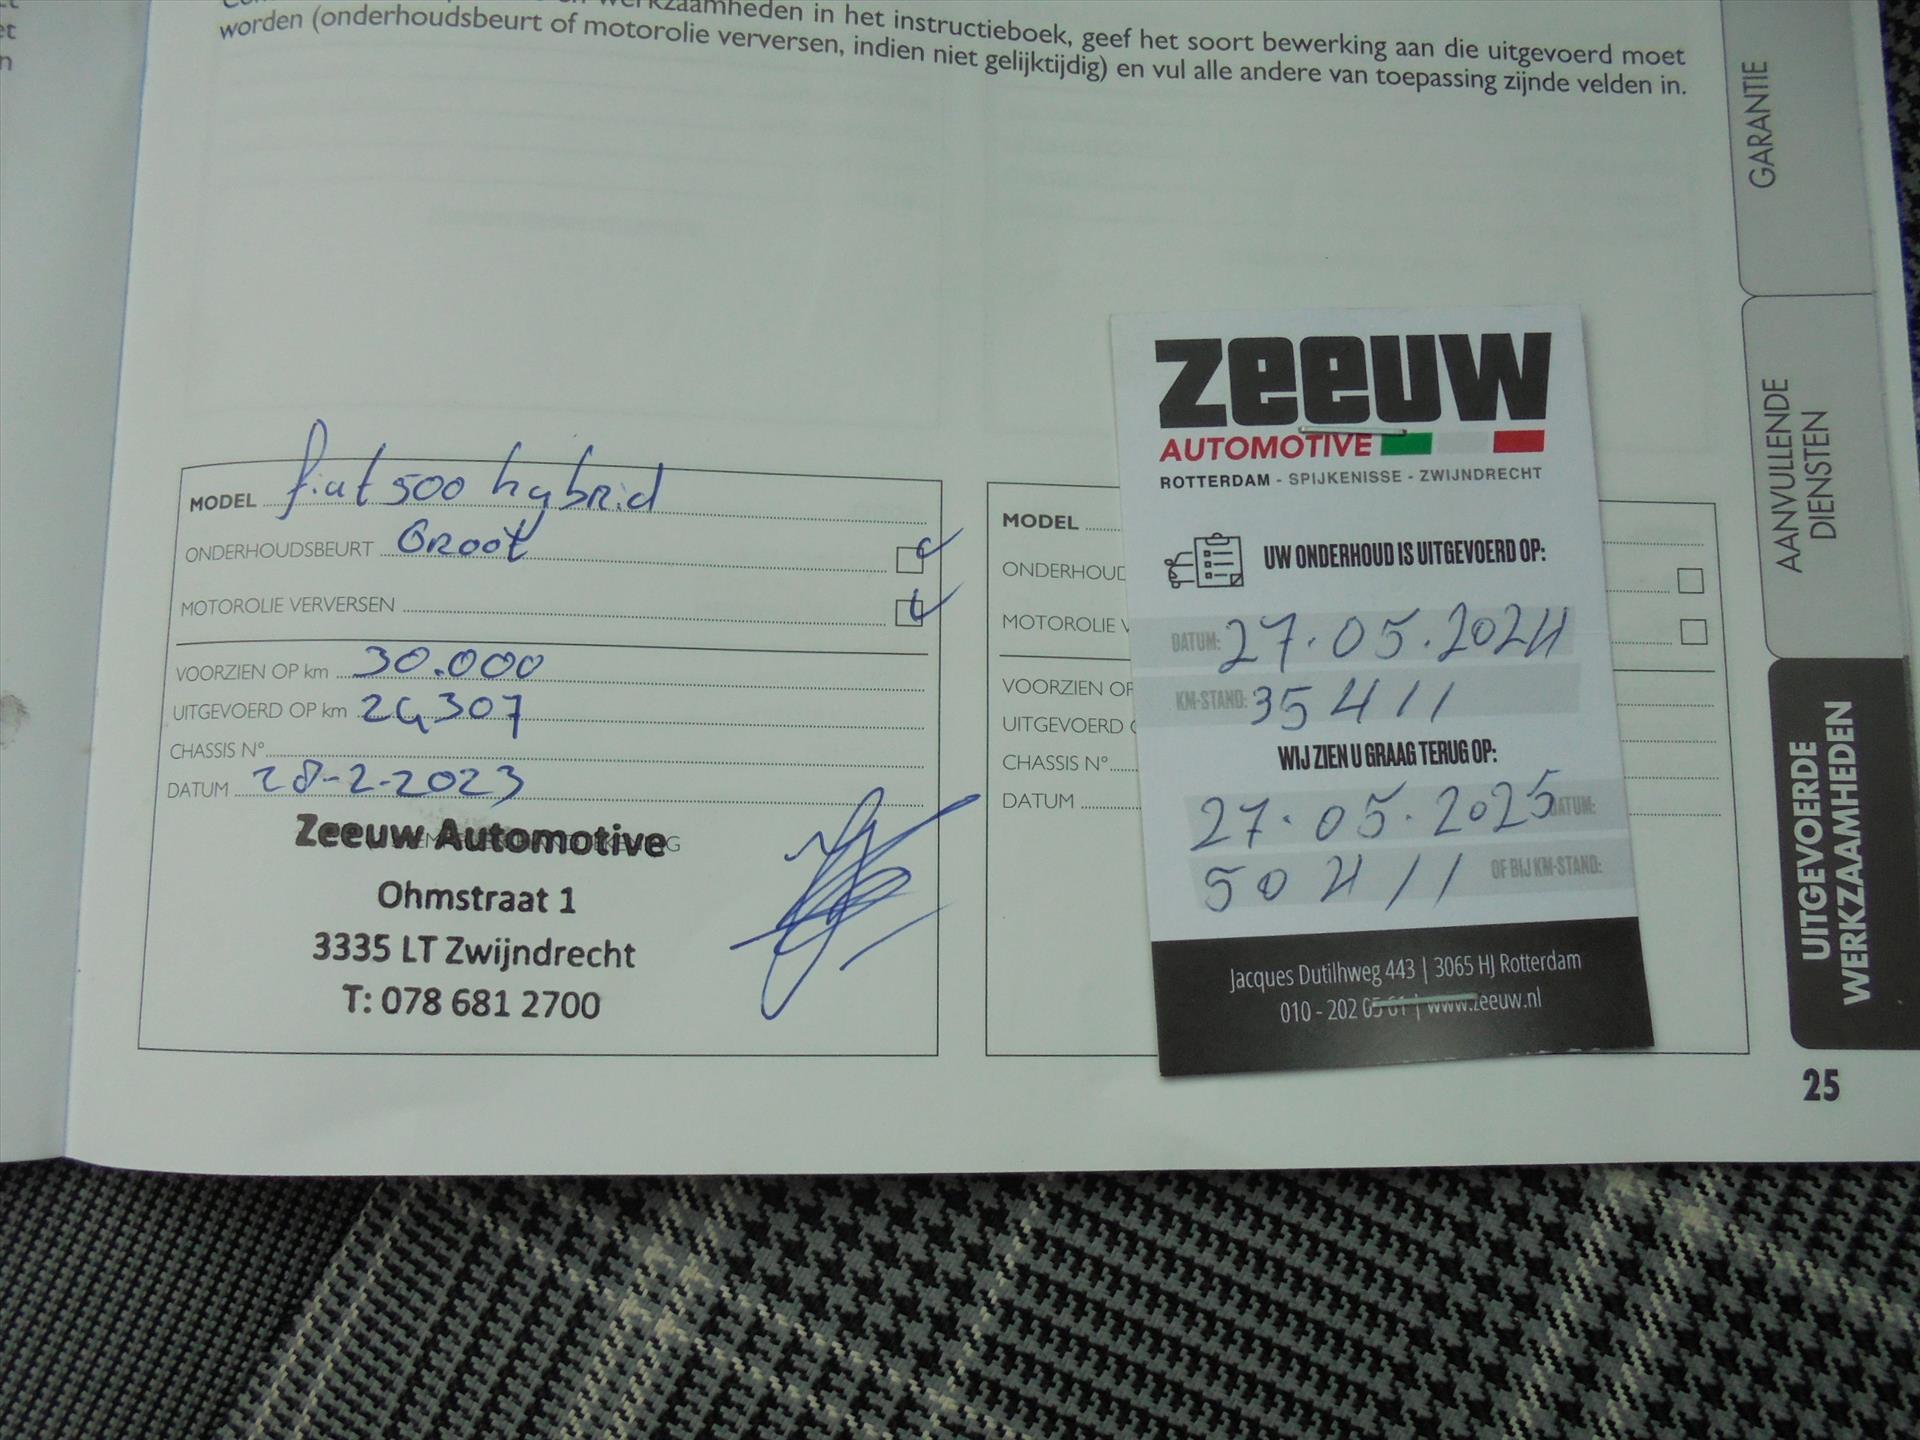 werkzaamheden in het instructieboek, geef het soort bewerking aan die uitgevoerd moet
worden (onderhoudsbeurt of motorolie verversen, indien niet gelijktijdig) en vul alle andere van toepassing zijnde velden in.
MODEL fiat 500 hybrid
ONDERHOUDSBEURT Groot
MOTOROLIE VERVERSEN
VOORZIEN OP km 30.000
UITGEVOERD OP km 29307
CHASSIS N°
DATUM 28-2-2023
Zeeuw Automotive
Ohmstraat 1
3335 LT Zwijndrecht
T: 078 681 2700
MODEL
ONDERHOUD
MOTOROLIE V
VOORZIEN OP
UITGEVOERD
CHASSIS N°
DATUM
zeeuw
AUTOMOTIVE
ROTTERDAM - SPIJKENISSE - ZWIJNDRECHT
UW ONDERHOUD IS UITGEVOERD OP:
DATUM: 27.05.2024
KM-STAND: 35411
WIJ ZIEN U GRAAG TERUG OP:
27.05.2025 DATUM:
50411 OF BIJ KM-STAND:
Jacques Dutilhweg 443 | 3065 HJ Rotterdam
010 - 202 05 61 | www.zeeuw.nl
GARANTIE
AANVULLENDE
DIENSTEN
UITGEVOERDE
WERKZAAMHEDEN
25